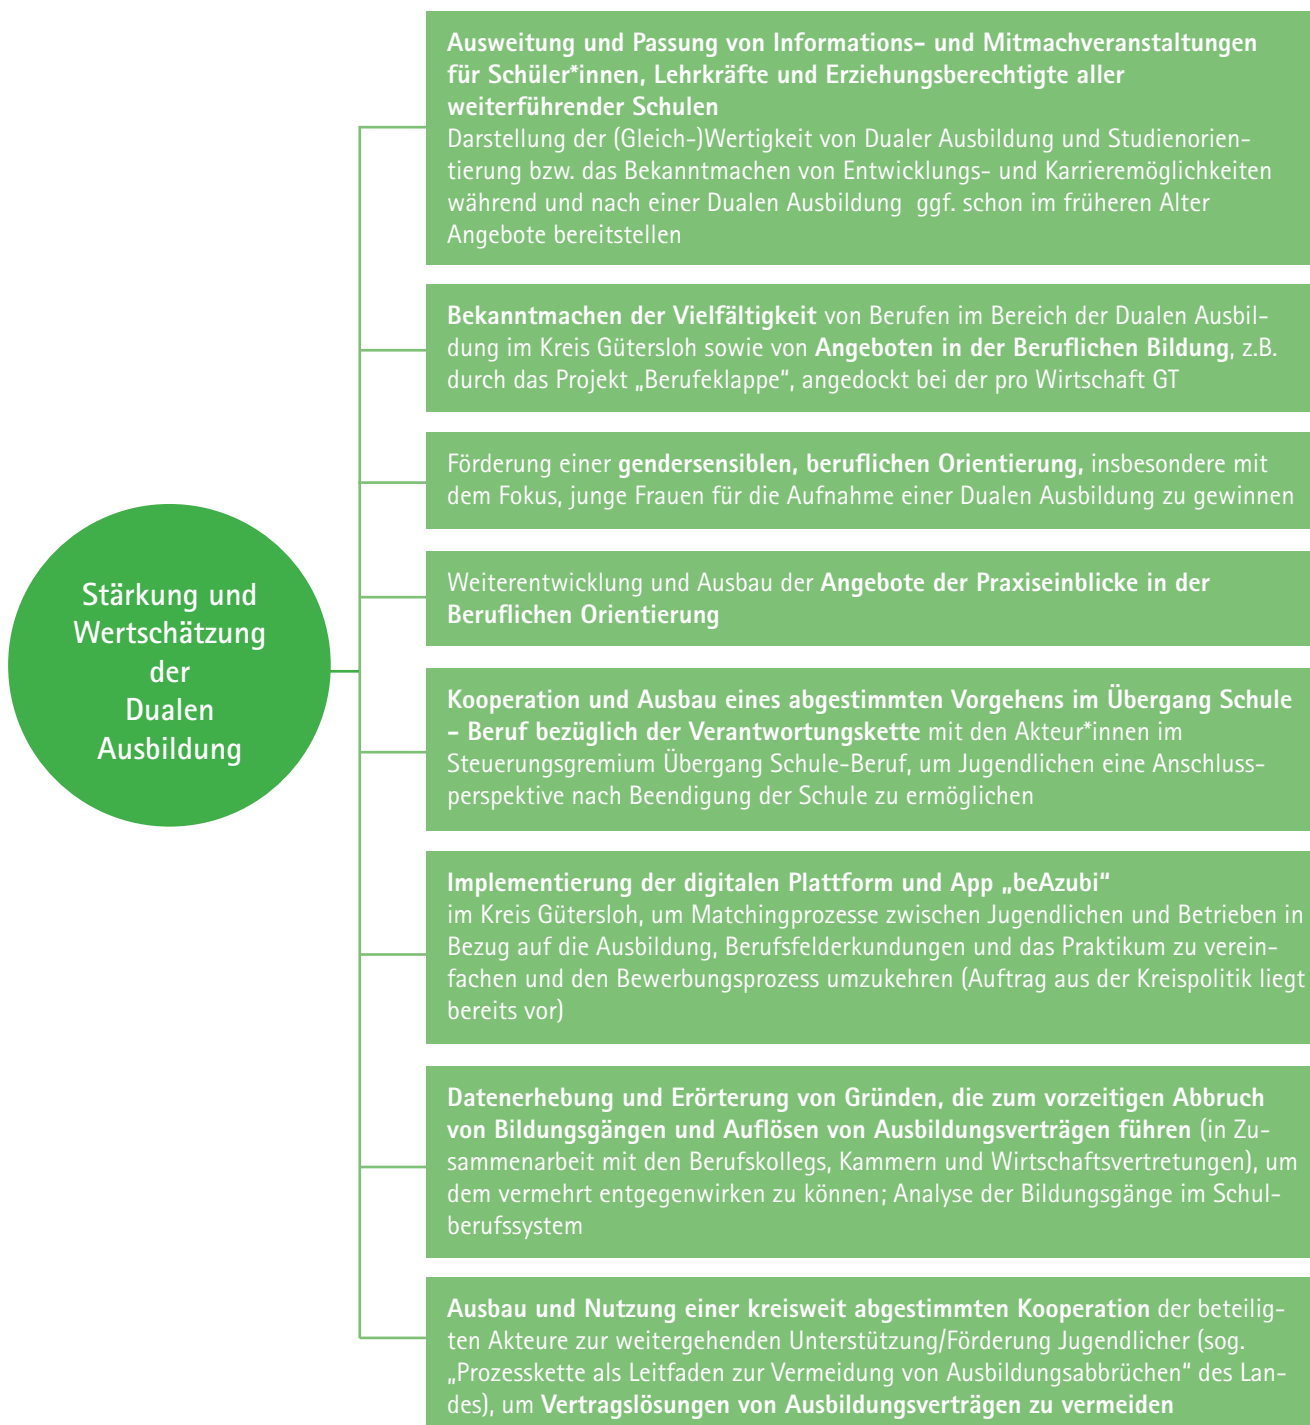 Stärkung und
Wertschätzung
der
Dualen
Ausbildung
Ausweitung und Passung von Informations- und Mitmachveranstaltungen
für Schüler*innen, Lehrkräfte und Erziehungsberechtigte aller
weiterführender Schulen
Darstellung der (Gleich-)Wertigkeit von Dualer Ausbildung und Studienorien-
tierung bzw. das Bekanntmachen von Entwicklungs- und Karrieremöglichkeiten
während und nach einer Dualen Ausbildung  ggf. schon im früheren Alter
Angebote bereitstellen
Bekanntmachen der Vielfältigkeit von Berufen im Bereich der Dualen Ausbil-
dung im Kreis Gütersloh sowie von Angeboten in der Beruflichen Bildung, z.B.
durch das Projekt „Berufeklappe“, angedockt bei der pro Wirtschaft GT
Förderung einer gendersensiblen, beruflichen Orientierung, insbesondere mit
dem Fokus, junge Frauen für die Aufnahme einer Dualen Ausbildung zu gewinnen
Weiterentwicklung und Ausbau der Angebote der Praxiseinblicke in der
Beruflichen Orientierung
Kooperation und Ausbau eines abgestimmten Vorgehens im Übergang Schule
– Beruf bezüglich der Verantwortungskette mit den Akteur*innen im
Steuerungsgremium Übergang Schule-Beruf, um Jugendlichen eine Anschluss-
perspektive nach Beendigung der Schule zu ermöglichen
Implementierung der digitalen Plattform und App „beAzubi“
im Kreis Gütersloh, um Matchingprozesse zwischen Jugendlichen und Betrieben in
Bezug auf die Ausbildung, Berufsfelderkundungen und das Praktikum zu verein-
fachen und den Bewerbungsprozess umzukehren (Auftrag aus der Kreispolitik liegt
bereits vor)
Datenerhebung und Erörterung von Gründen, die zum vorzeitigen Abbruch
von Bildungsgängen und Auflösen von Ausbildungsverträgen führen (in Zu-
sammenarbeit mit den Berufskollegs, Kammern und Wirtschaftsvertretungen), um
dem vermehrt entgegenwirken zu können; Analyse der Bildungsgänge im Schul-
berufssystem
Ausbau und Nutzung einer kreisweit abgestimmten Kooperation der beteilig-
ten Akteure zur weitergehenden Unterstützung/Förderung Jugendlicher (sog.
„Prozesskette als Leitfaden zur Vermeidung von Ausbildungsabbrüchen“ des Lan-
des), um Vertragslösungen von Ausbildungsverträgen zu vermeiden